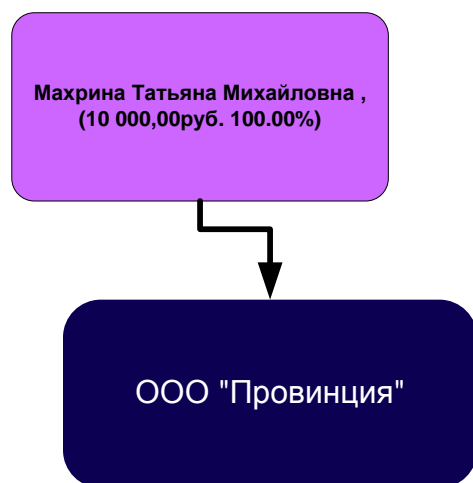 Махрина Татьяна Михайловна ,
(10 000,00руб. 100.00%)
ООО "Провинция"